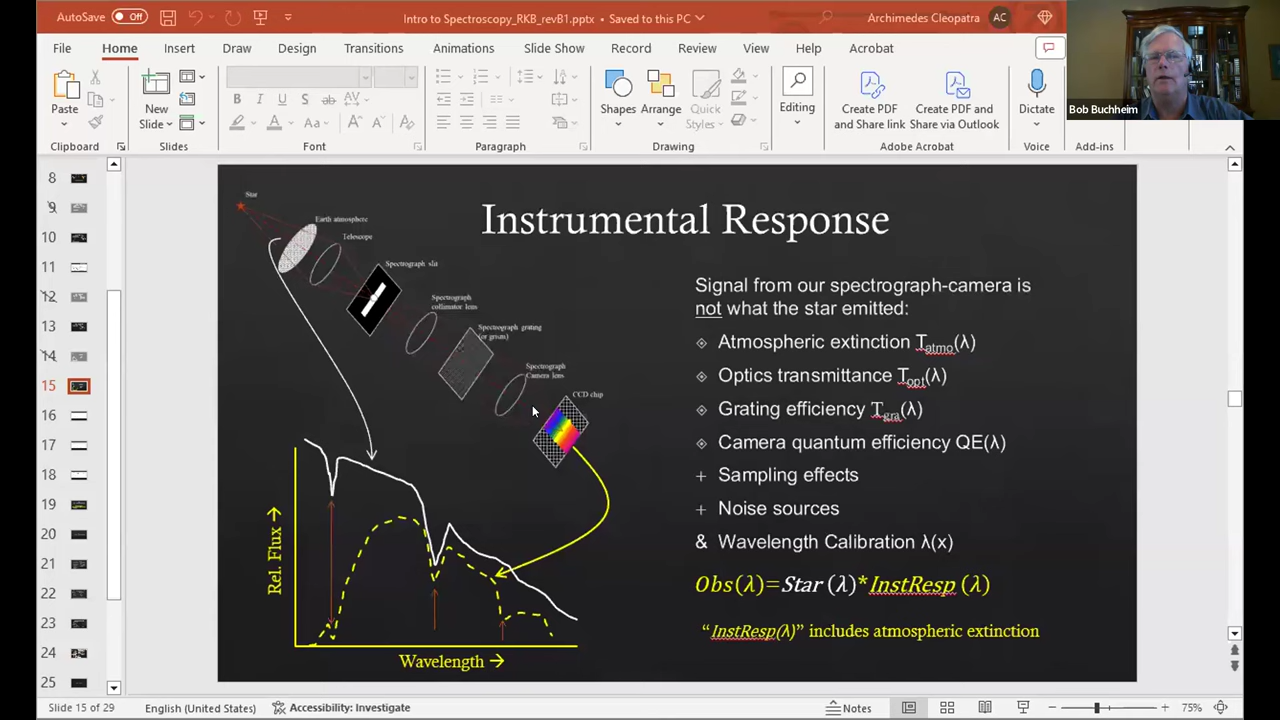 AutoSave Off Intro to Spectroscopy_RKB_revB1.pptx • Saved to this PC Archimedes Cleopatra AC
File Home Insert Draw Design Transitions Animations Slide Show Record Review View Help Acrobat
Paste
New
Slide
B I U S ab AV
Aa A A
Shapes
Arrange
Quick
Styles
Editing
Create PDF
and Share link
Create PDF and
Share via Outlook
Dictate
Clipboard Slides Font Paragraph Drawing Adobe Acrobat Voice Add-ins
Bob Buchheim
8
9
10
11
12
13
14
15
16
17
18
19
20
21
22
23
24
25
Instrumental Response
Star
Earth atmosphere
Telescope
Spectrograph slit
Spectrograph
collimator lens
Spectrograph grating
(or grism)
Spectrograph
Camera lens
CCD chip
Rel. Flux →
Wavelength →
Signal from our spectrograph-camera is
not what the star emitted:
Atmospheric extinction Tatmo(λ)
Optics transmittance Topt(λ)
Grating efficiency Tgra(λ)
Camera quantum efficiency QE(λ)
+ Sampling effects
+ Noise sources
& Wavelength Calibration λ(x)
Obs(λ)=Star (λ)*InstResp (λ)
“InstResp(λ)” includes atmospheric extinction
Slide 15 of 29 English (United States) Accessibility: Investigate Notes 75%